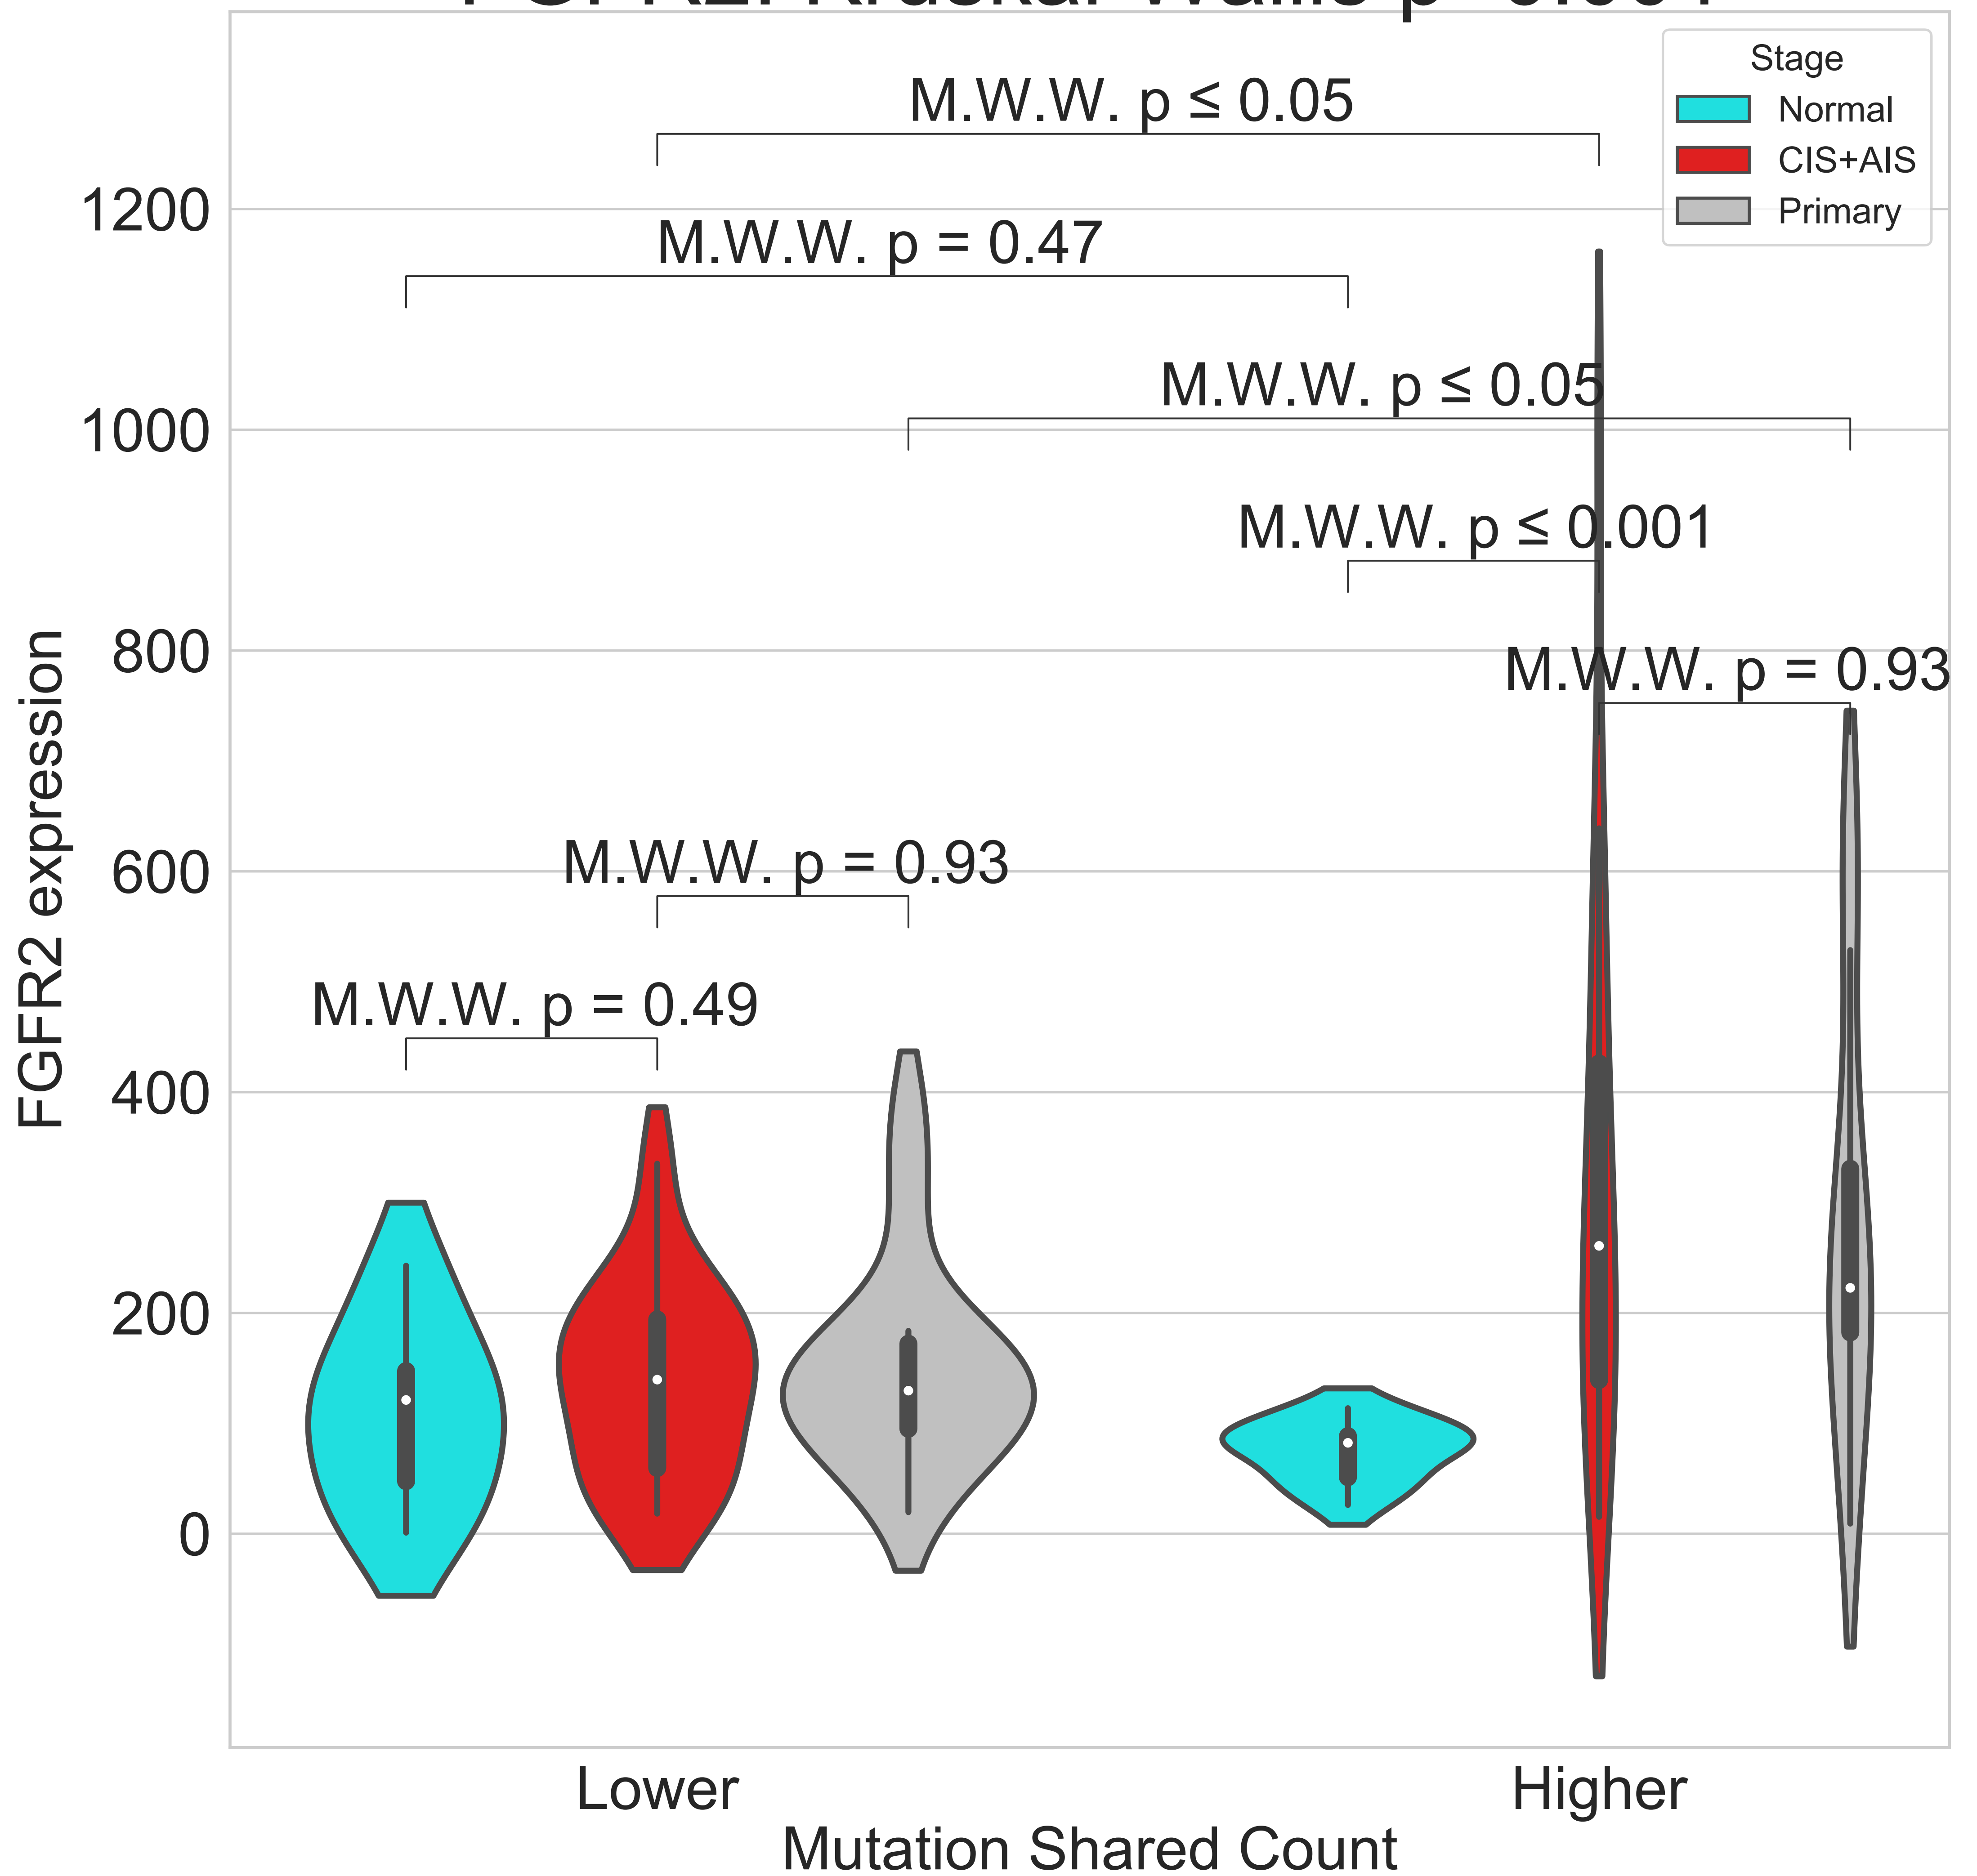 Stage
Normal
CIS+AIS
Primary
M.W.W. p ≤ 0.05
M.W.W. p = 0.47
M.W.W. p ≤ 0.05
M.W.W. p ≤ 0.001
M.W.W. p = 0.93
M.W.W. p = 0.93
M.W.W. p = 0.49
1200
1000
800
600
400
200
0
FGFR2 expression
Lower
Higher
Mutation Shared Count